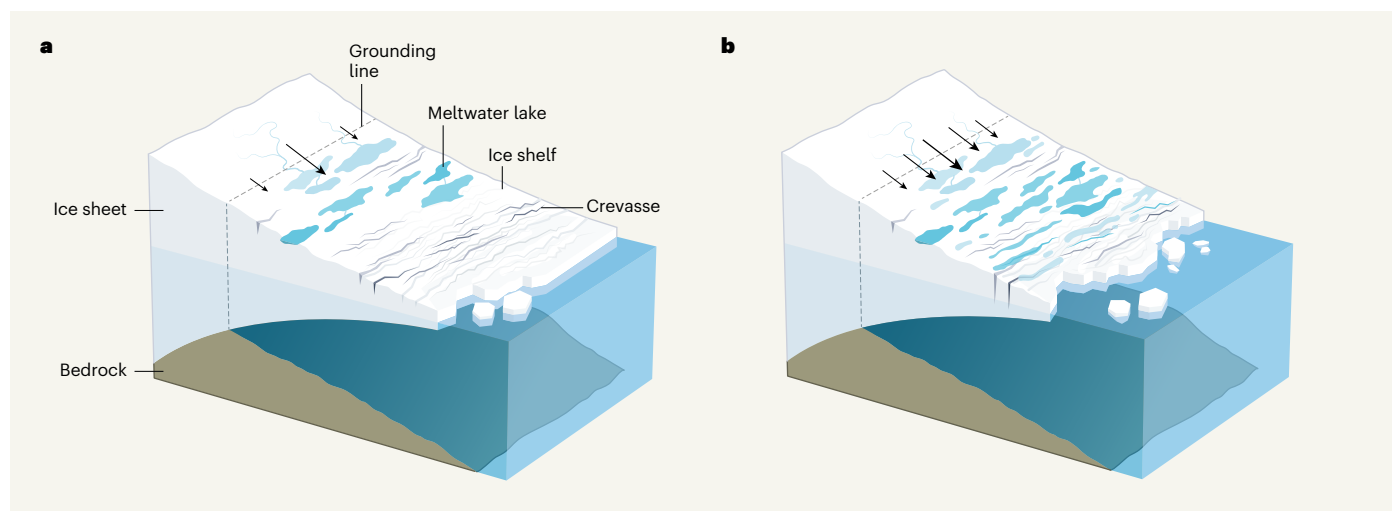 a
b
Grounding
line
Meltwater lake
Ice shelf
Ice sheet
Crevasse
Bedrock